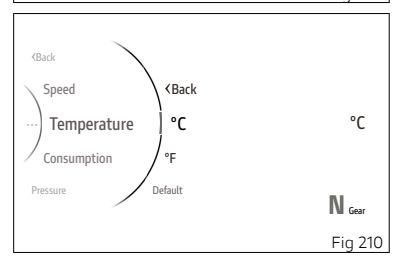 <Back
Speed <Back
... Temperature °C °C
Consumption °F
Pressure Default
N Gear
Fig 210